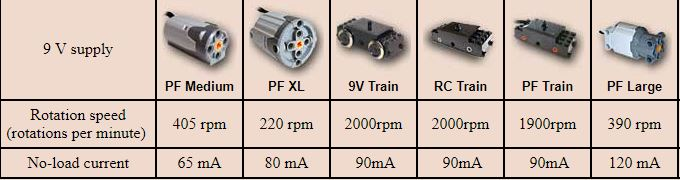 9 V supply
PF Medium PF XL 9V Train RC Train PF Train PF Large
Rotation speed
(rotations per minute) 405 rpm 220 rpm 2000rpm 2000rpm 1900rpm 390 rpm
No-load current 65 mA 80 mA 90mA 90mA 90mA 120 mA